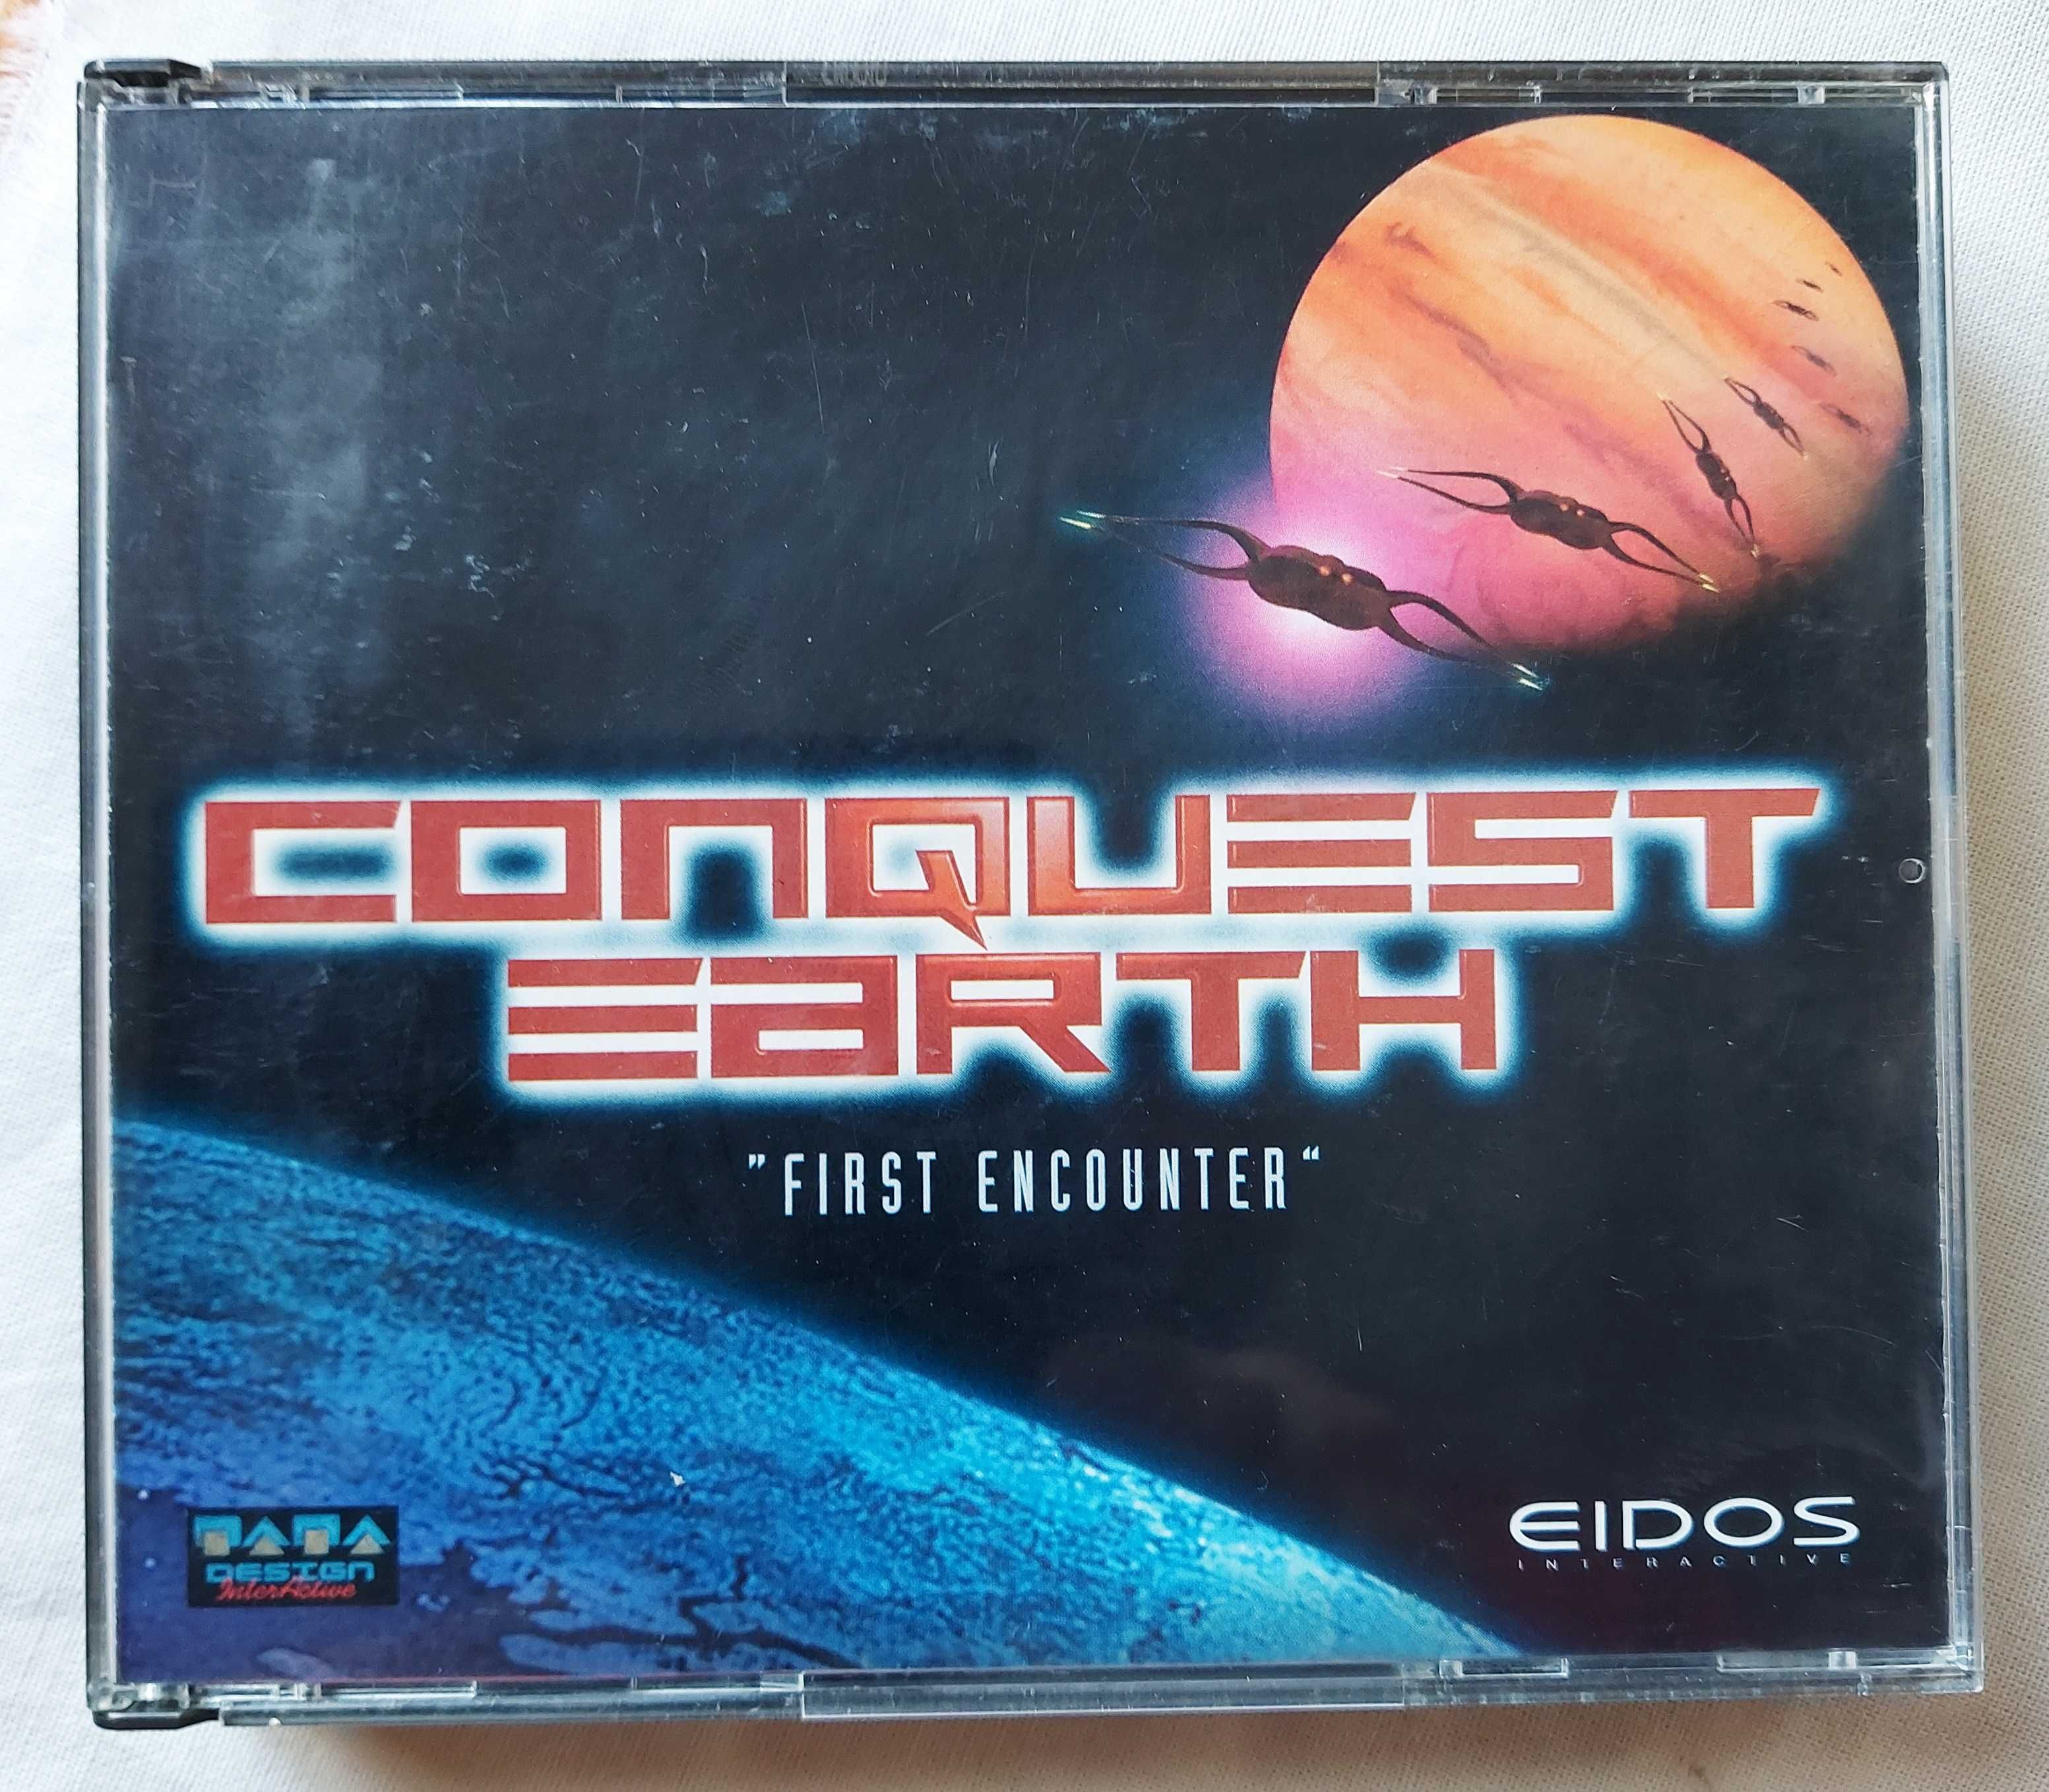 CONQUEST
EARTH
"FIRST ENCOUNTER"
DATA
DESIGN
InterActive
EIDOS
INTERACTIVE